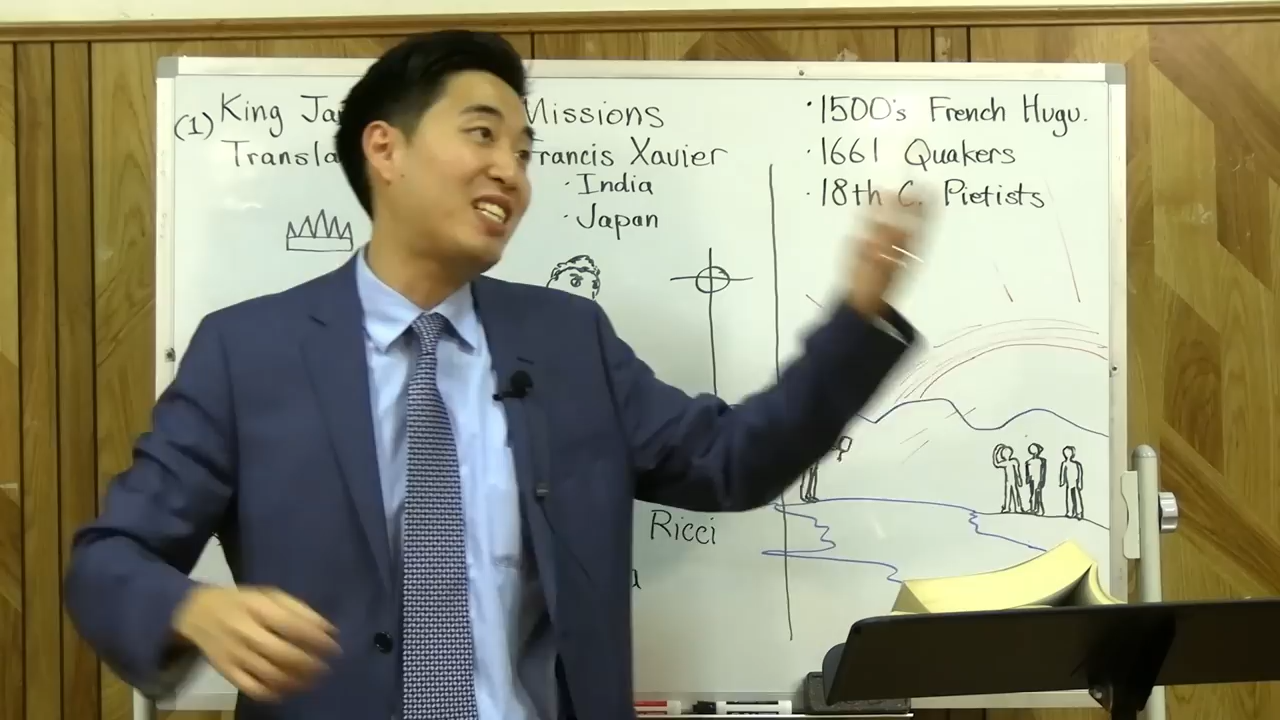 (1) King Ja
Transla
Missions
Francis Xavier
· India
· Japan
Ricci
· 1500's French Hugu.
· 1661 Quakers
· 18th C. Pietists